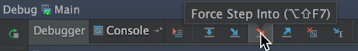 Debug Main
Force Step Into (⌥⇧F7)
Debugger Console